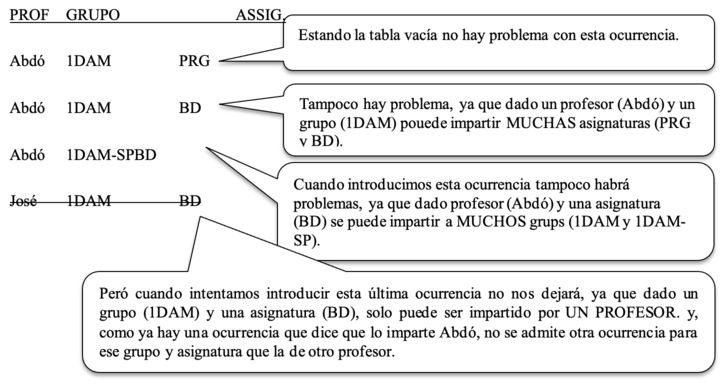 PROF GRUPO ASSIG.
Estando la tabla vacía no hay problema con esta ocurrencia.
Abdó 1DAM PRG
Abdó 1DAM BD
Tampoco hay problema, ya que dado un profesor (Abdó) y un
grupo (1DAM) pouede impartir MUCHAS asignaturas (PRG
y BD).
Abdó 1DAM-SPBD
Cuando introducimos esta ocurrencia tampoco habrá
problemas, ya que dado profesor (Abdó) y una asignatura
(BD) se puede impartir a MUCHOS grups (1DAM y 1DAM-
SP).
José 1DAM BD
Peró cuando intentamos introducir esta última ocurrencia no nos dejará, ya que dado un
grupo (1DAM) y una asignatura (BD), solo puede ser impartido por UN PROFESOR. y,
como ya hay una ocurrencia que dice que lo imparte Abdó, no se admite otra ocurrencia para
ese grupo y asignatura que la de otro profesor.